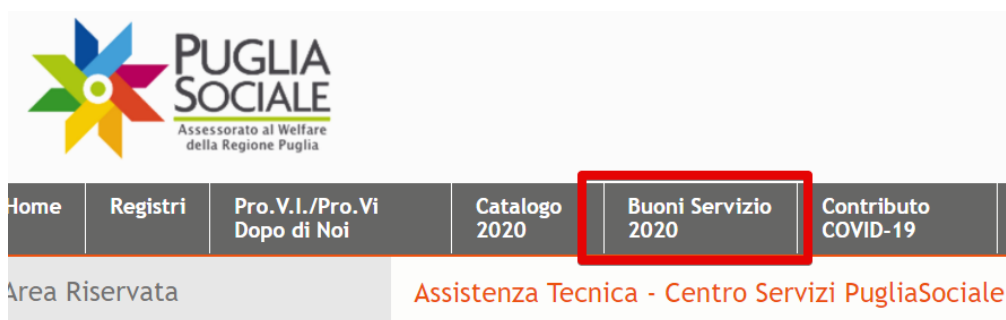 PUGLIA
SOCIALE
Assessorato al Welfare
della Regione Puglia
Home
Registri
Pro.V.I./Pro.Vi
Dopo di Noi
Catalogo
2020
Buoni Servizio
2020
Contributo
COVID-19
Area Riservata
Assistenza Tecnica - Centro Servizi PugliaSociale